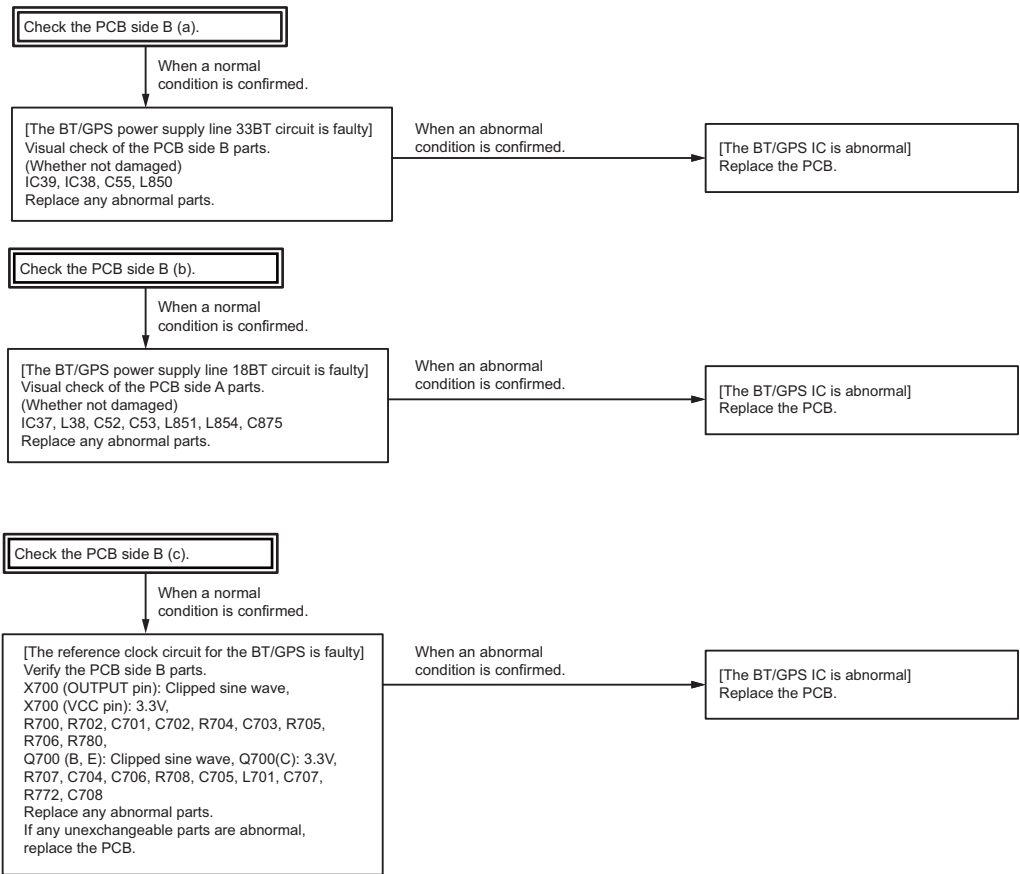 Check the PCB side B (a).
When a normal
condition is confirmed.
[The BT/GPS power supply line 33BT circuit is faulty]
Visual check of the PCB side B parts.
(Whether not damaged)
IC39, IC38, C55, L850
Replace any abnormal parts.
When an abnormal
condition is confirmed.
[The BT/GPS IC is abnormal]
Replace the PCB.
Check the PCB side B (b).
When a normal
condition is confirmed.
[The BT/GPS power supply line 18BT circuit is faulty]
Visual check of the PCB side A parts.
(Whether not damaged)
IC37, L38, C52, C53, L851, L854, C875
Replace any abnormal parts.
When an abnormal
condition is confirmed.
[The BT/GPS IC is abnormal]
Replace the PCB.
Check the PCB side B (c).
When a normal
condition is confirmed.
[The reference clock circuit for the BT/GPS is faulty]
Verify the PCB side B parts.
X700 (OUTPUT pin): Clipped sine wave,
X700 (VCC pin): 3.3V,
R700, R702, C701, C702, R704, C703, R705,
R706, R780,
Q700 (B, E): Clipped sine wave, Q700(C): 3.3V,
R707, C704, C706, R708, C705, L701, C707,
R772, C708
Replace any abnormal parts.
If any unexchangeable parts are abnormal,
replace the PCB.
When an abnormal
condition is confirmed.
[The BT/GPS IC is abnormal]
Replace the PCB.